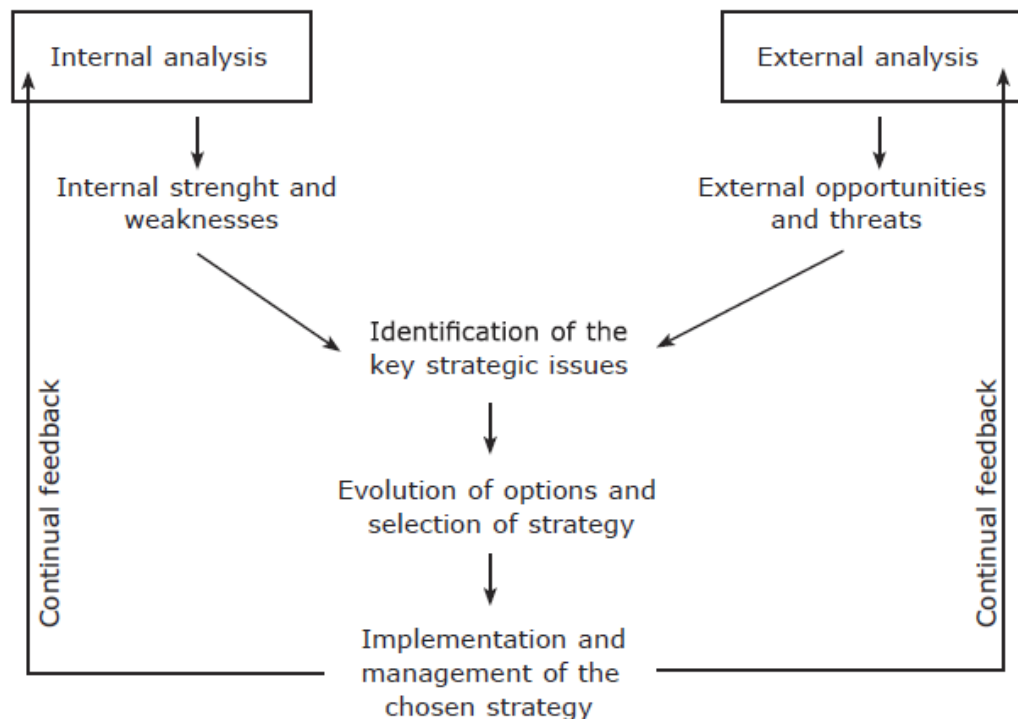 Internal analysis
External analysis
Internal strenght and
weaknesses
External opportunities
and threats
Identification of the
key strategic issues
Continual feedback
Continual feedback
Evolution of options and
selection of strategy
Implementation and
management of the
chosen strategy